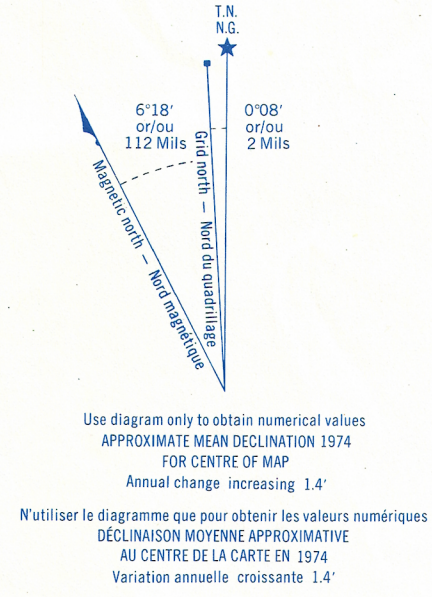 T.N.
N.G.
6°18′
or/ou
112 Mils
0°08′
or/ou
2 Mils
Magnetic north — Nord magnétique
Grid north — Nord du quadrillage
Use diagram only to obtain numerical values
APPROXIMATE MEAN DECLINATION 1974
FOR CENTRE OF MAP
Annual change increasing 1.4′
N'utiliser le diagramme que pour obtenir les valeurs numériques
DÉCLINAISON MOYENNE APPROXIMATIVE
AU CENTRE DE LA CARTE EN 1974
Variation annuelle croissante 1.4′